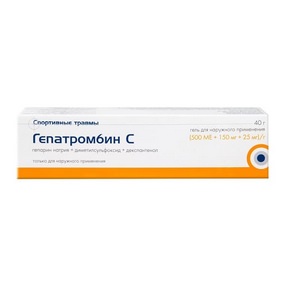 Спортивные травмы
40 г
Гепатромбин С
гель для наружного применения
(500 МЕ + 150 мг + 25 мг)/г
гепарин натрия + диметилсульфоксид + декспантенол
только для наружного применения